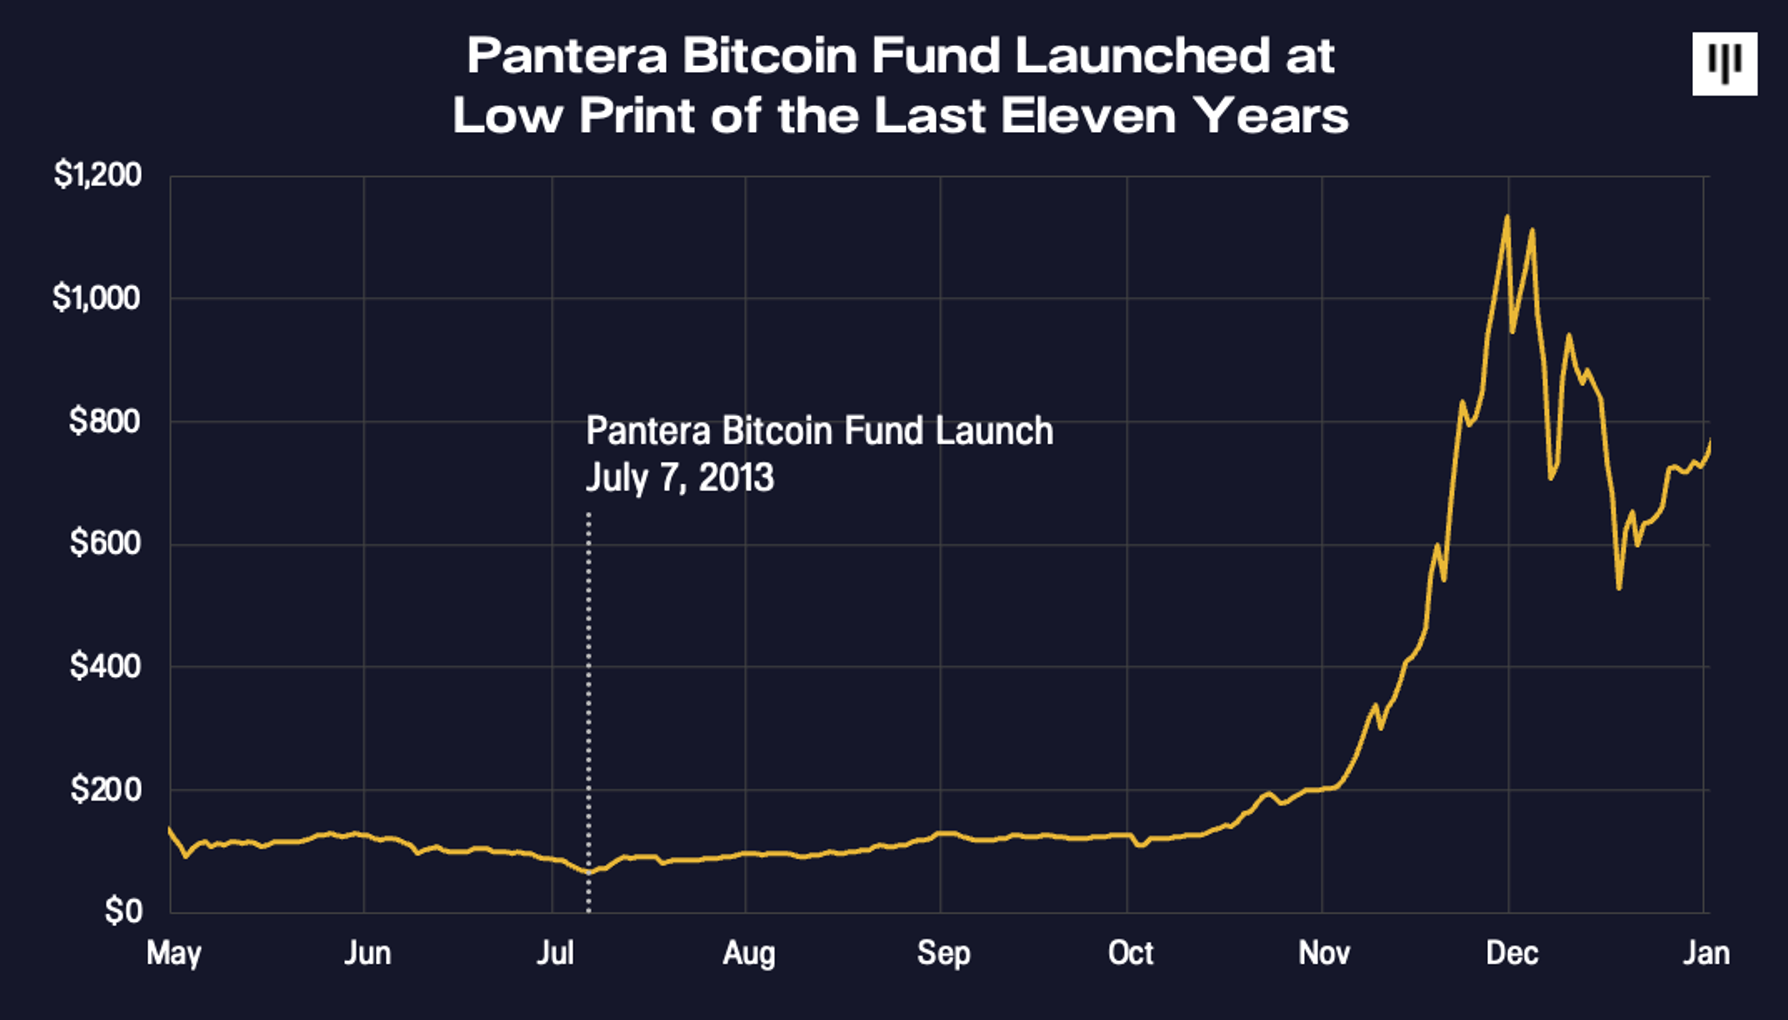 Pantera Bitcoin Fund Launched at
Low Print of the Last Eleven Years
$1,200
$1,000
$800
$600
$400
$200
$0
Pantera Bitcoin Fund Launch
July 7, 2013
May Jun Jul Aug Sep Oct Nov Dec Jan